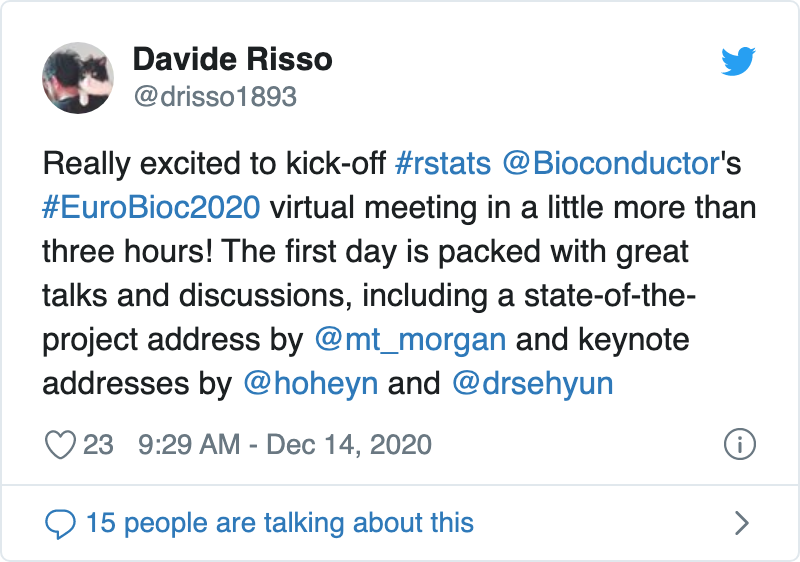 Davide Risso
@drisso1893
Really excited to kick-off #rstats @Bioconductor's
#EuroBioc2020 virtual meeting in a little more than
three hours! The first day is packed with great
talks and discussions, including a state-of-the-
project address by @mt_morgan and keynote
addresses by @hoheyn and @drsehyun
23 9:29 AM - Dec 14, 2020
15 people are talking about this